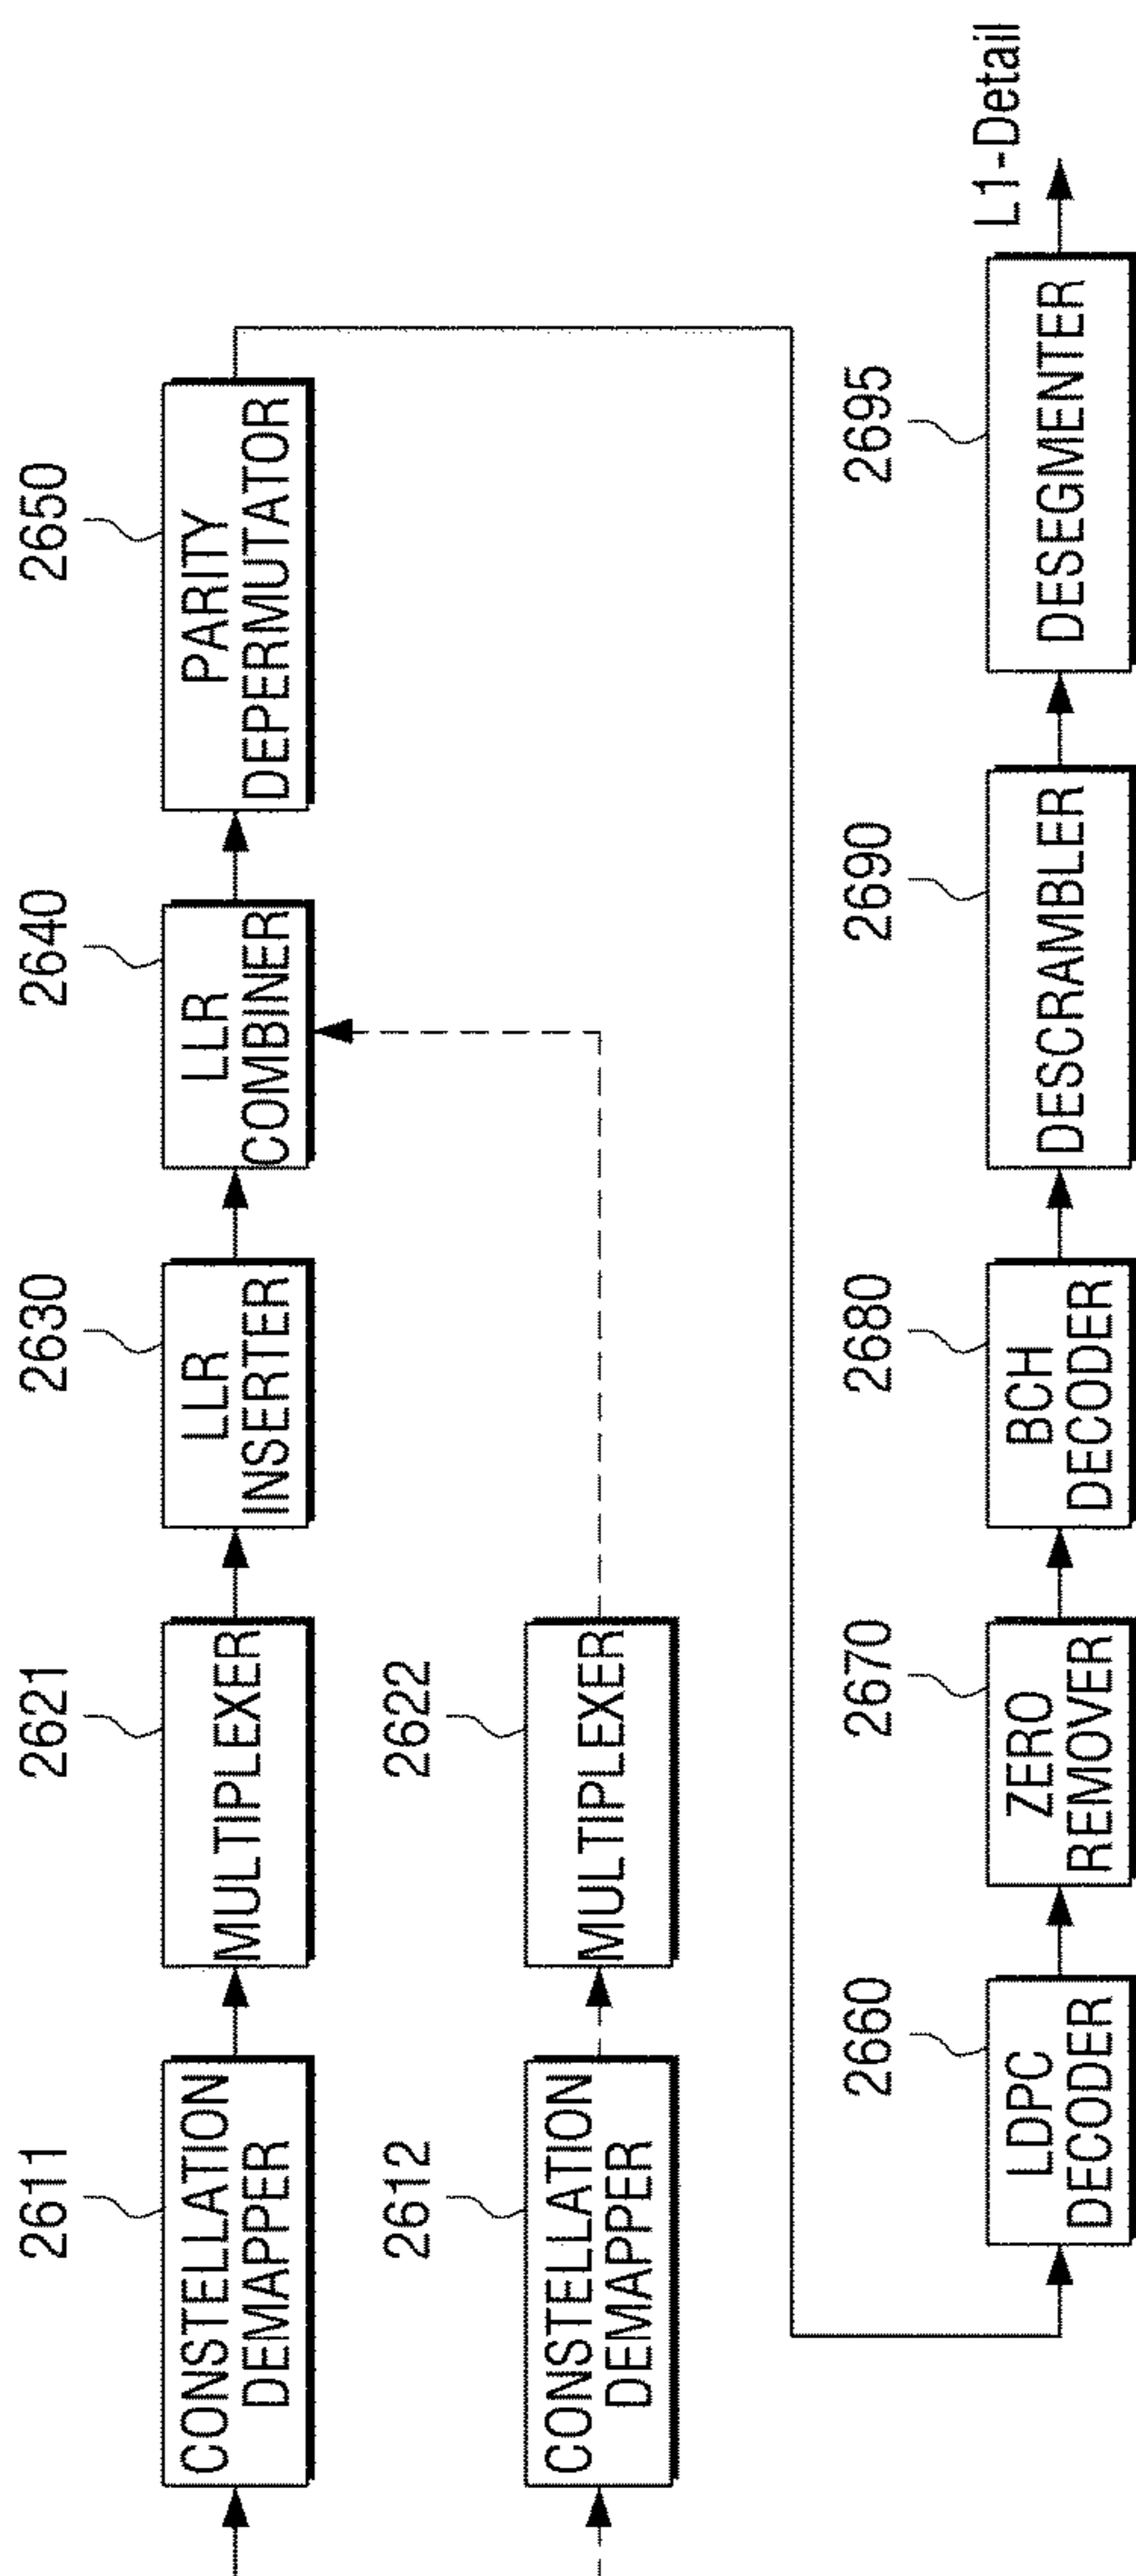 2611
CONSTELLATION
DEMAPPER
2621
MULTIPLEXER
2630
LLR
INSERTER
2640
LLR
COMBINER
2650
PARITY
DEPERMUTATOR
2612
CONSTELLATION
DEMAPPER
2622
MULTIPLEXER
2660
LDPC
DECODER
2670
ZERO
REMOVER
2680
BCH
DECODER
2690
DESCRAMBLER
2695
DESEGMENTER
L1-Detail